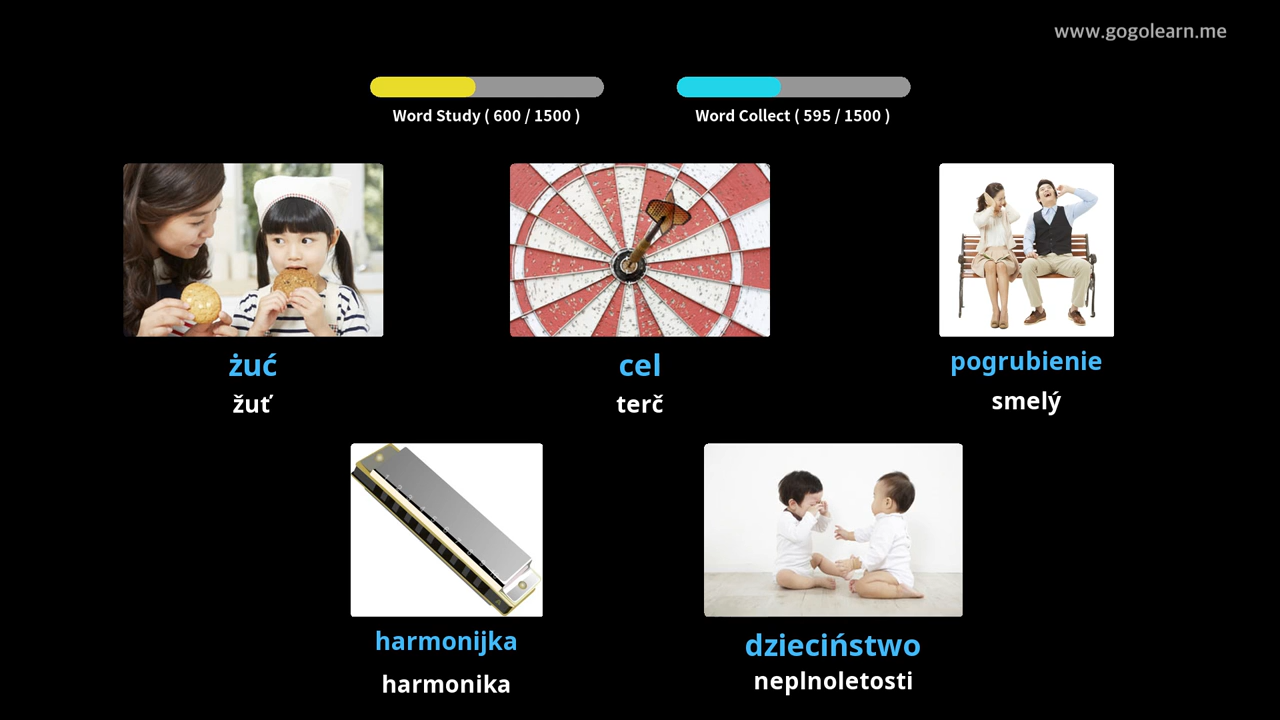 www.gogolearn.me
Word Study ( 600 / 1500 )
Word Collect ( 595 / 1500 )
żuć
žuť
cel
terč
pogrubienie
smelý
harmonijka
harmonika
dzieciństwo
neplnoletosti